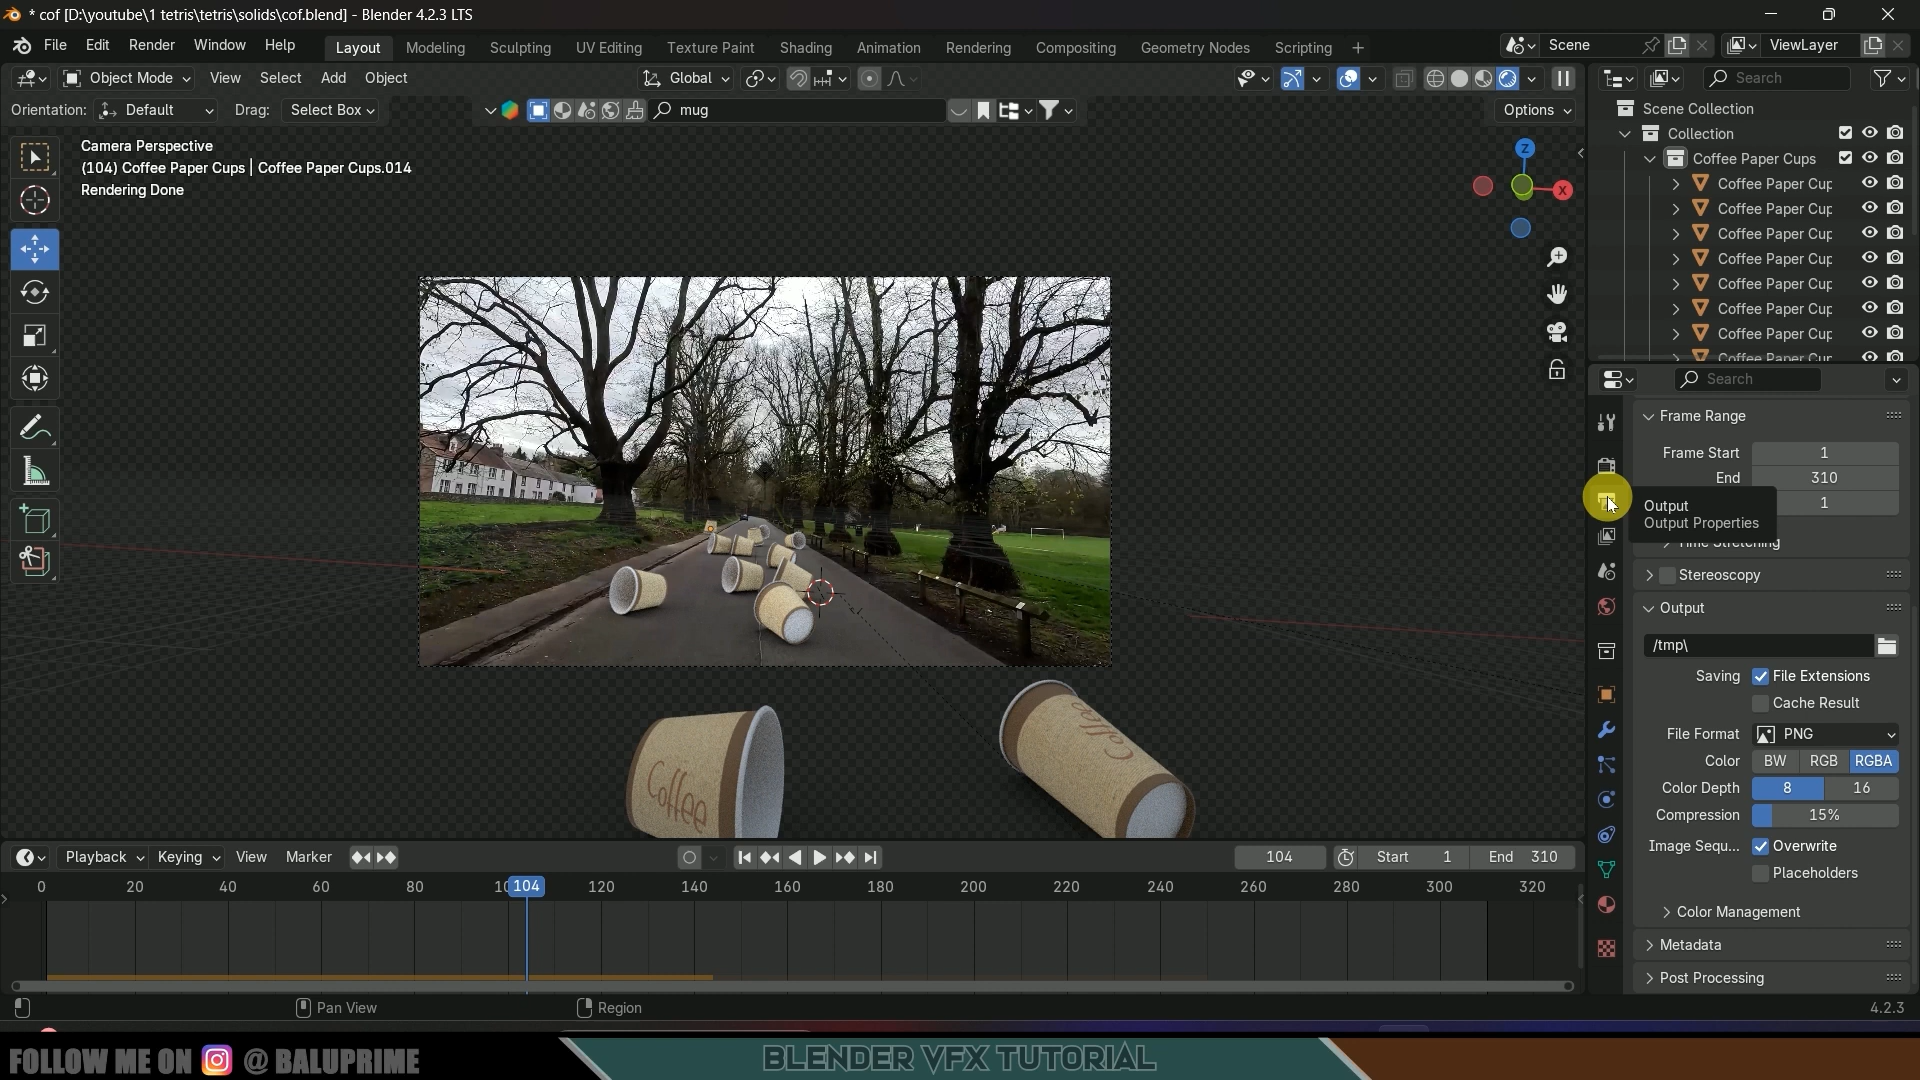 * cof [D:\youtube\1 tetris\tetris\solids\cof.blend] - Blender 4.2.3 LTS
File Edit Render Window Help Layout Modeling Sculpting UV Editing Texture Paint Shading Animation Rendering Compositing Geometry Nodes Scripting + Scene ViewLayer
Object Mode View Select Add Object Global Search
Orientation: Default Drag: Select Box mug Options
Scene Collection
Collection
Coffee Paper Cups
Coffee Paper Cup
Coffee Paper Cup
Coffee Paper Cup
Coffee Paper Cup
Coffee Paper Cup
Coffee Paper Cup
Coffee Paper Cup
Coffee Paper Cup
Camera Perspective
(104) Coffee Paper Cups | Coffee Paper Cups.014
Rendering Done
Z
X
Coffee
Coffee
Search
Frame Range
Frame Start 1
End 310
1
Output
Output Properties
Time Stretching
Stereoscopy
Output
/tmp\
Saving File Extensions
Cache Result
File Format PNG
Color BW RGB RGBA
Color Depth 8 16
Compression 15%
Image Sequ... Overwrite
Placeholders
Color Management
Metadata
Post Processing
Playback Keying View Marker 104 Start 1 End 310
0 20 40 60 80 10 104 120 140 160 180 200 220 240 260 280 300 320
Pan View Region 4.2.3
FOLLOW ME ON @ BALUPRIME BLENDER VFX TUTORIAL